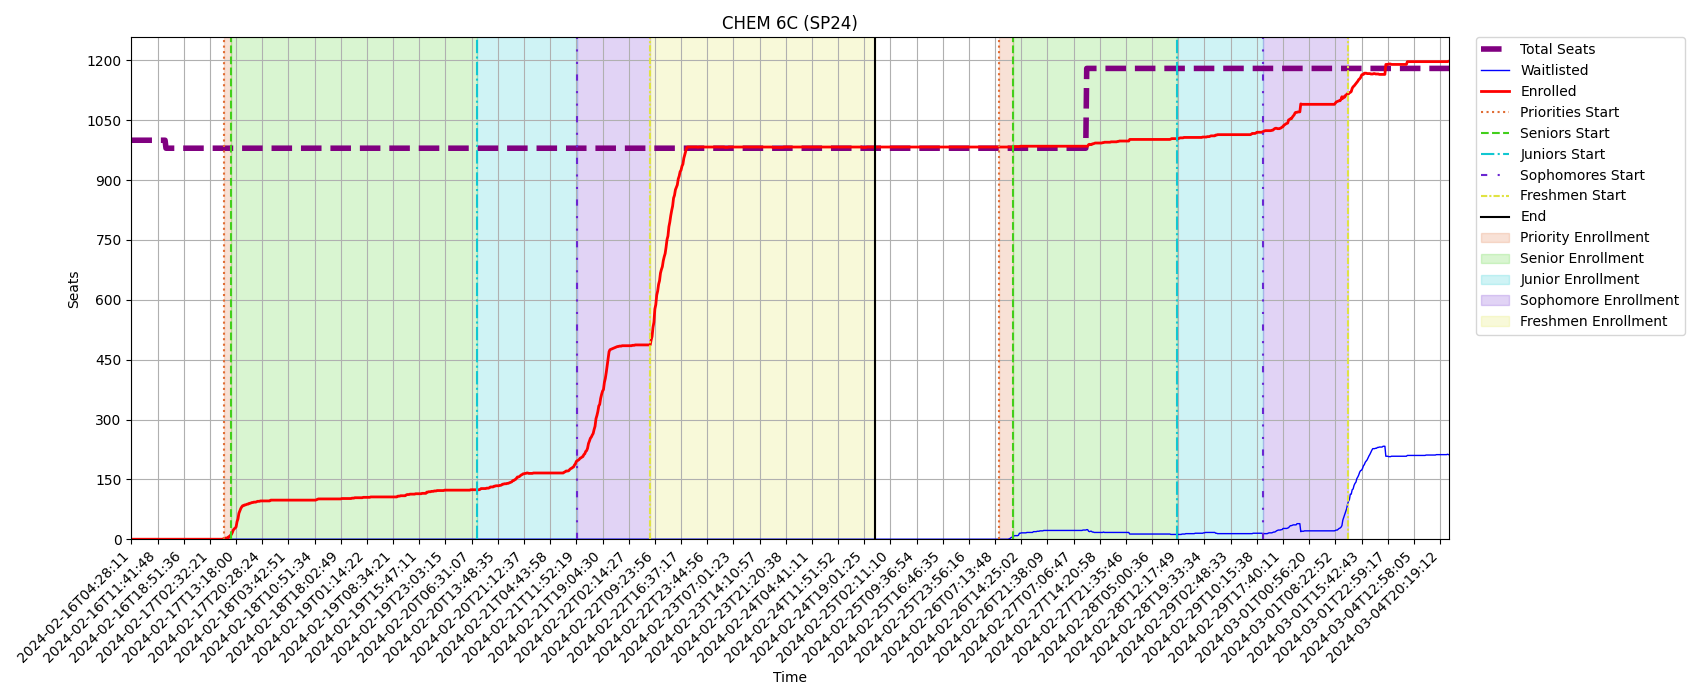 CHEM 6C (SP24)
Seats
1200
1050
900
750
600
450
300
150
0
2024-02-16T04:28:11
2024-02-16T11:41:48
2024-02-16T18:51:36
2024-02-17T02:32:21
2024-02-17T13:18:00
2024-02-17T20:28:24
2024-02-18T03:42:51
2024-02-18T10:51:34
2024-02-18T18:02:49
2024-02-19T01:14:22
2024-02-19T08:34:21
2024-02-19T15:47:11
2024-02-19T23:03:15
2024-02-20T06:31:07
2024-02-20T13:48:35
2024-02-20T21:12:37
2024-02-21T04:43:58
2024-02-21T11:52:19
2024-02-21T19:04:30
2024-02-22T02:14:27
2024-02-22T09:23:56
2024-02-22T16:37:17
2024-02-22T23:44:56
2024-02-23T07:01:23
2024-02-23T14:10:57
2024-02-23T21:20:38
2024-02-24T04:41:11
2024-02-24T11:51:52
2024-02-24T19:01:25
2024-02-25T02:11:10
2024-02-25T09:36:54
2024-02-25T16:46:35
2024-02-25T23:56:16
2024-02-26T07:13:48
2024-02-26T14:25:02
2024-02-26T21:38:09
2024-02-27T07:06:47
2024-02-27T14:20:58
2024-02-27T21:35:46
2024-02-28T05:00:36
2024-02-28T12:17:49
2024-02-28T19:33:34
2024-02-29T02:48:33
2024-02-29T10:15:38
2024-02-29T17:40:11
2024-03-01T00:56:20
2024-03-01T08:22:52
2024-03-01T15:42:43
2024-03-01T22:59:17
2024-03-04T12:58:05
2024-03-04T20:19:12
Time
Total Seats
Waitlisted
Enrolled
Priorities Start
Seniors Start
Juniors Start
Sophomores Start
Freshmen Start
End
Priority Enrollment
Senior Enrollment
Junior Enrollment
Sophomore Enrollment
Freshmen Enrollment